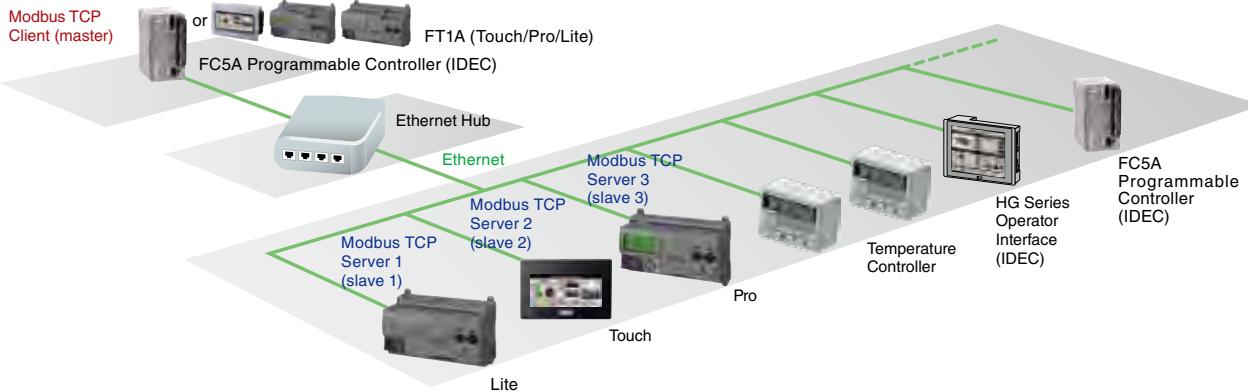 Modbus TCP
Client (master)
or
FT1A (Touch/Pro/Lite)
FC5A Programmable Controller (IDEC)
Ethernet Hub
Ethernet
Modbus TCP
Server 3
(slave 3)
Modbus TCP
Server 2
(slave 2)
Modbus TCP
Server 1
(slave 1)
FC5A
Programmable
Controller
(IDEC)
HG Series
Operator
Interface
(IDEC)
Temperature
Controller
Pro
Touch
Lite